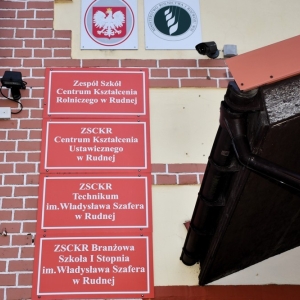 Zespół Szkół
Centrum Kształcenia
Rolniczego w Rudnej
ZSCKR
Centrum Kształcenia
Ustawicznego
w Rudnej
ZSCKR
Technikum
im.Władysława Szafera
w Rudnej
ZSCKR Branżowa
Szkoła I Stopnia
im.Władysława Szafera
w Rudnej